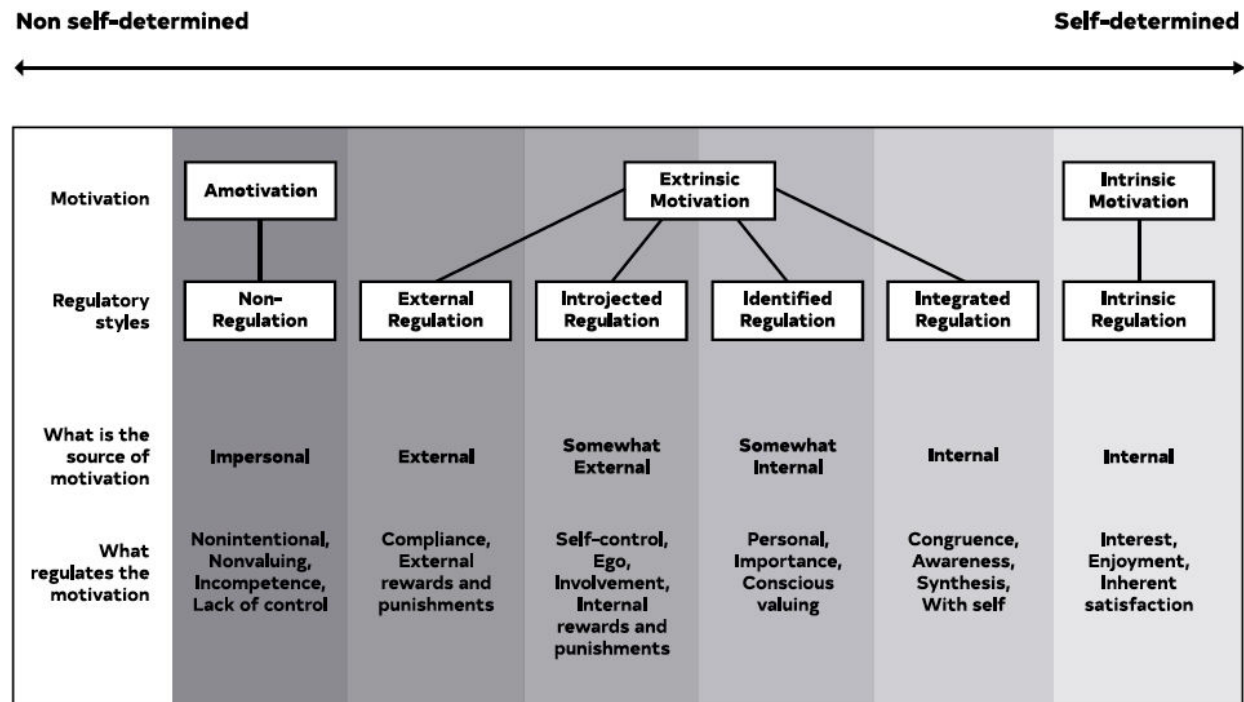 Non self-determined
Self-determined
Motivation
Amotivation
Extrinsic
Motivation
Intrinsic
Motivation
Regulatory
styles
Non-
Regulation
External
Regulation
Introjected
Regulation
Identified
Regulation
Integrated
Regulation
Intrinsic
Regulation
What is the
source of
motivation
Impersonal
External
Somewhat
External
Somewhat
Internal
Internal
Internal
What
regulates the
motivation
Nonintentional,
Nonvaluing,
Incompetence,
Lack of control
Compliance,
External
rewards and
punishments
Self-control,
Ego,
Involvement,
Internal
rewards and
punishments
Personal,
Importance,
Conscious
valuing
Congruence,
Awareness,
Synthesis,
With self
Interest,
Enjoyment,
Inherent
satisfaction